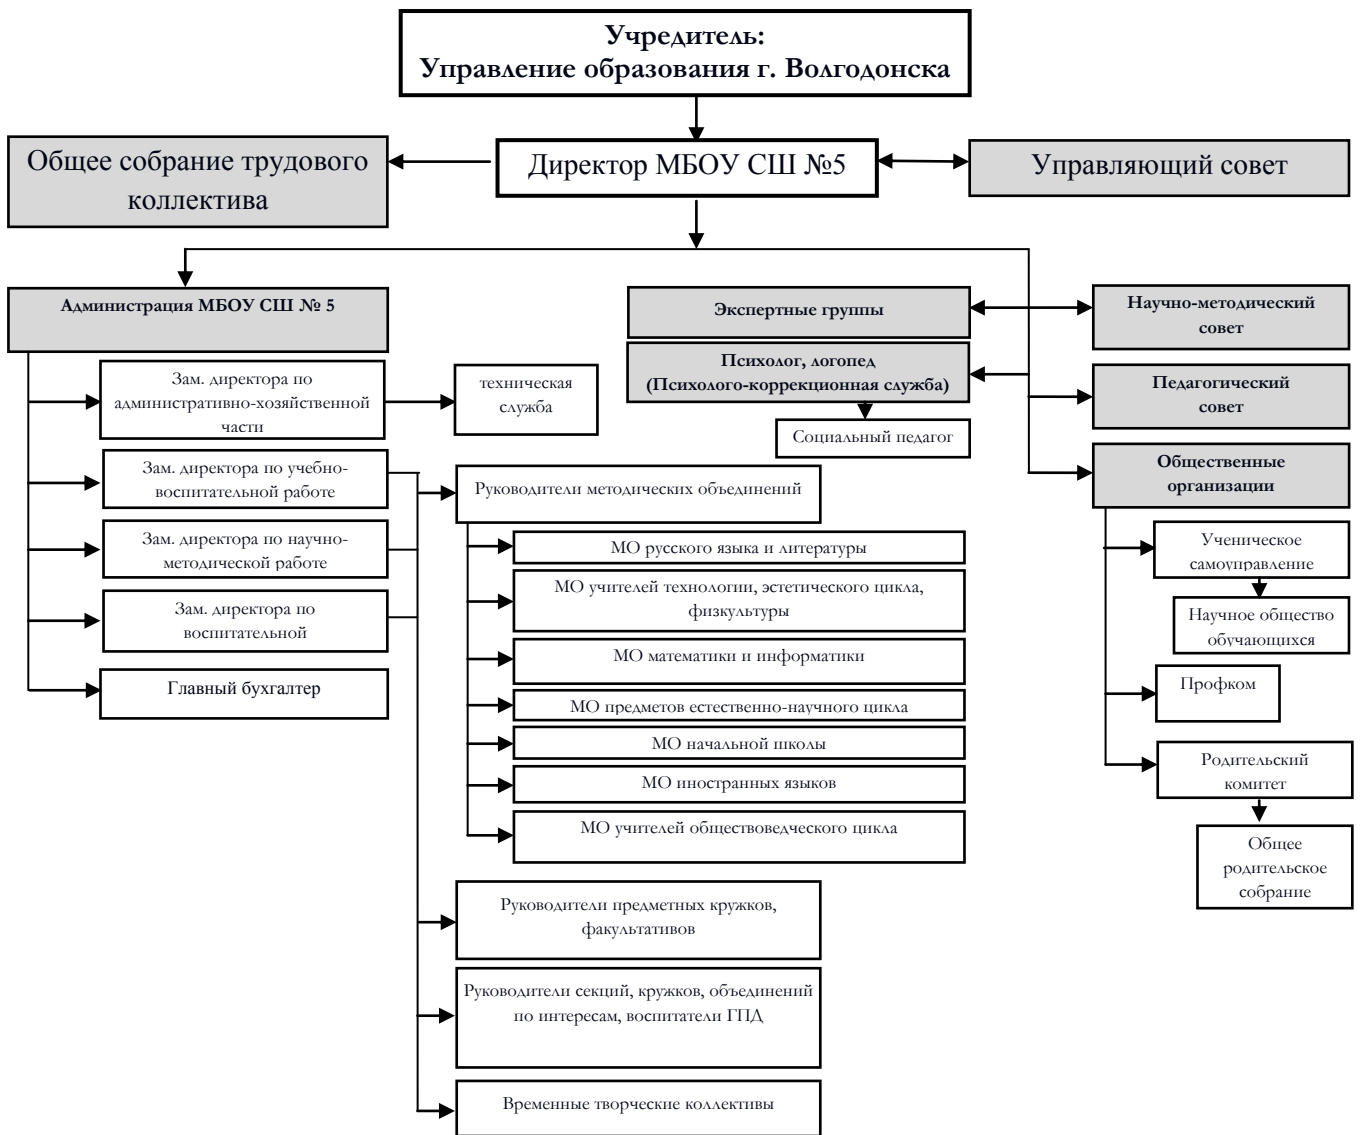 Учредитель:
Управление образования г. Волгодонска
Общее собрание трудового
коллектива
Директор МБОУ СШ №5
Управляющий совет
Администрация МБОУ СШ № 5
Зам. директора по
административно-хозяйственной
части
техническая
служба
Зам. директора по учебно-
воспитательной работе
Зам. директора по научно-
методической работе
Зам. директора по
воспитательной
Главный бухгалтер
Экспертные группы
Психолог, логопед
(Психолого-коррекционная служба)
Социальный педагог
Руководители методических объединений
МО русского языка и литературы
МО учителей технологии, эстетического цикла,
физкультуры
МО математики и информатики
МО предметов естественно-научного цикла
МО начальной школы
МО иностранных языков
МО учителей обществоведческого цикла
Руководители предметных кружков,
факультативов
Руководители секций, кружков, объединений
по интересам, воспитатели ГПД
Временные творческие коллективы
Научно-методический
совет
Педагогический
совет
Общественные
организации
Ученическое
самоуправление
Научное общество
обучающихся
Профком
Родительский
комитет
Общее
родительское
собрание